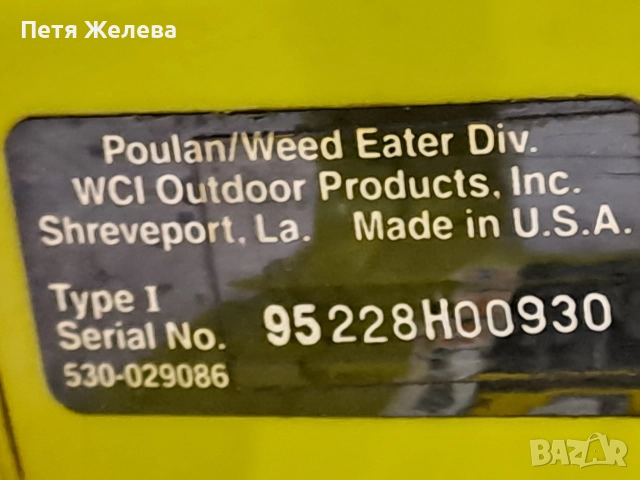 Петя Желева
Poulan/Weed Eater Div.
WCI Outdoor Products, Inc.
Shreveport, La. Made in U.S.A.
Type I
Serial No. 95228H00930
530-029086
BAZAR